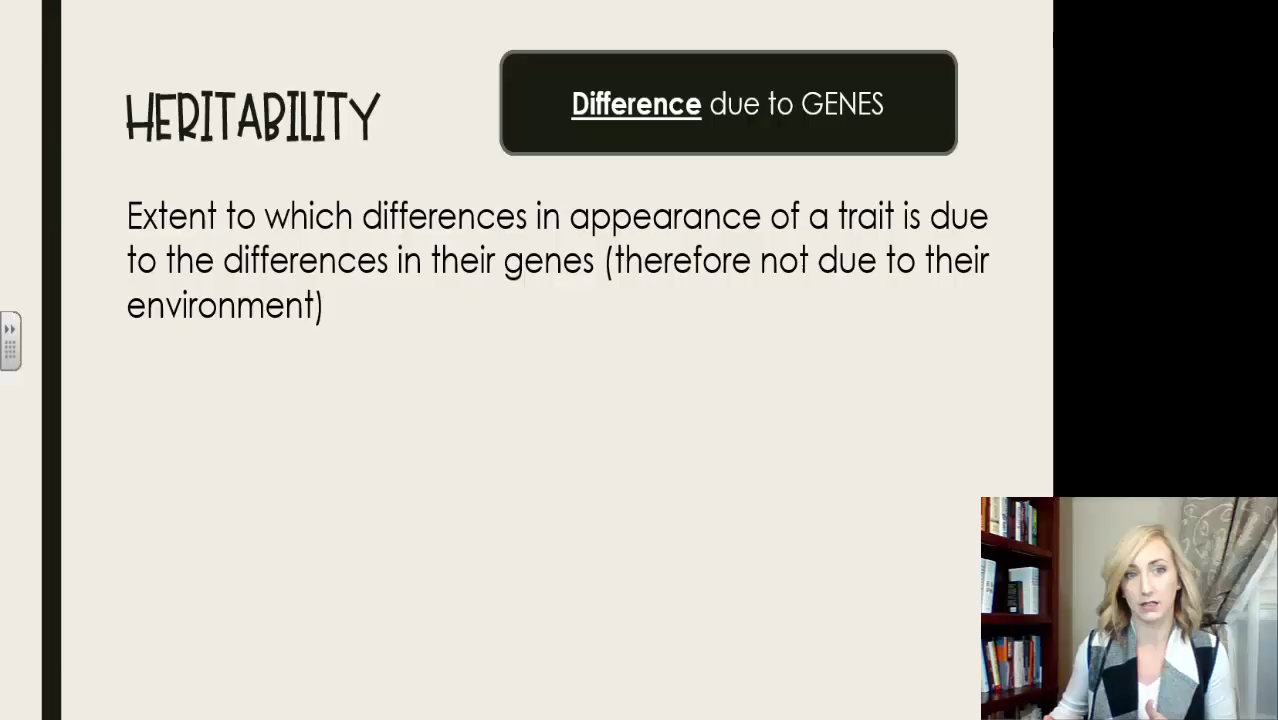 HERITABILITY
Difference due to GENES
Extent to which differences in appearance of a trait is due
to the differences in their genes (therefore not due to their
environment)